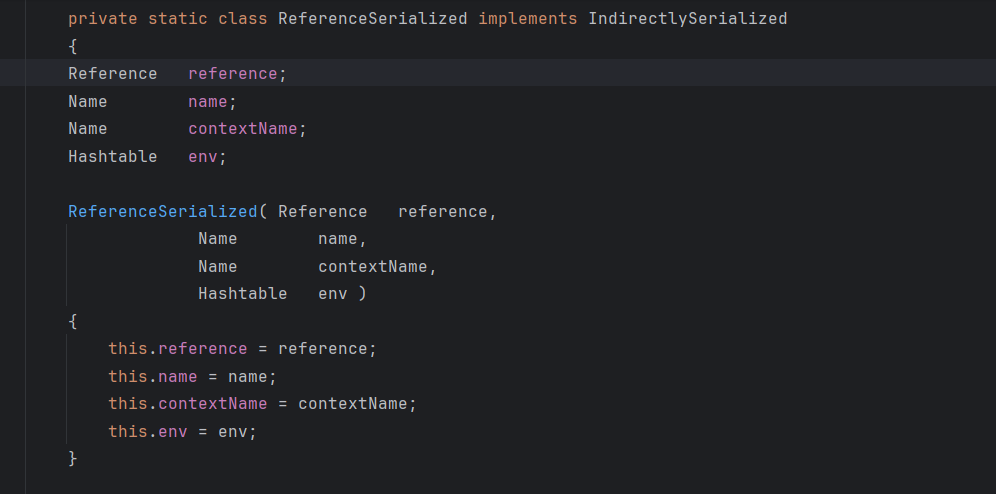 private static class ReferenceSerialized implements IndirectlySerialized
{
Reference   reference;
Name        name;
Name        contextName;
Hashtable   env;
ReferenceSerialized( Reference   reference,
             Name        name,
             Name        contextName,
             Hashtable   env )
{
    this.reference = reference;
    this.name = name;
    this.contextName = contextName;
    this.env = env;
}